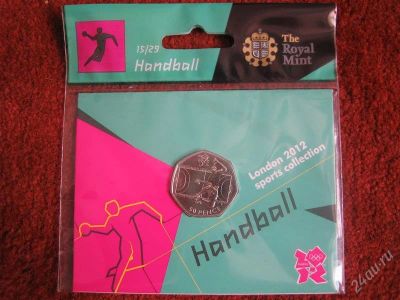 15/29
Handball
The
Royal
Mint
London 2012
sports collection
50 PENCE
Handball
24au.ru